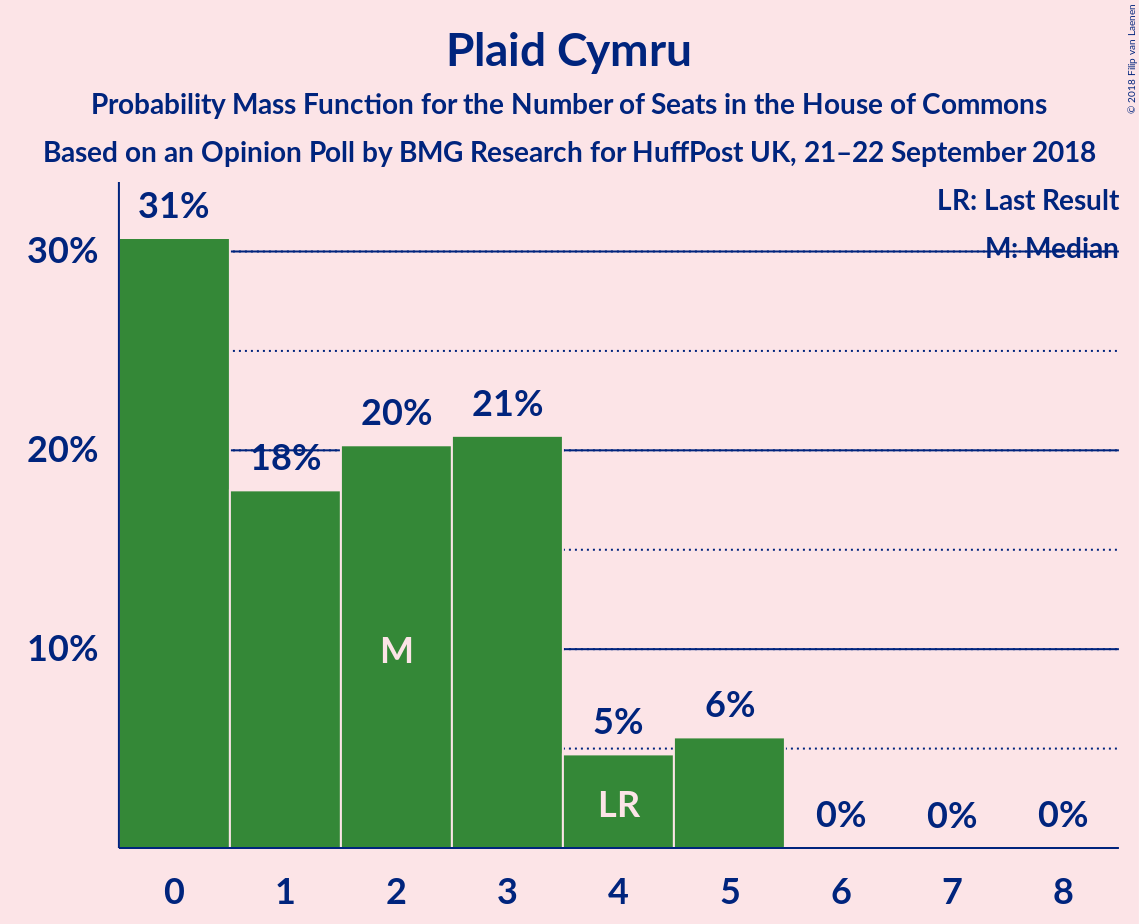 Plaid Cymru
Probability Mass Function for the Number of Seats in the House of Commons
Based on an Opinion Poll by BMG Research for HuffPost UK, 21–22 September 2018
© 2018 Filip van Laenen
LR: Last Result
M: Median
30%
20%
10%
31%
18%
20%
21%
5%
6%
0%
0%
0%
M
LR
0
1
2
3
4
5
6
7
8